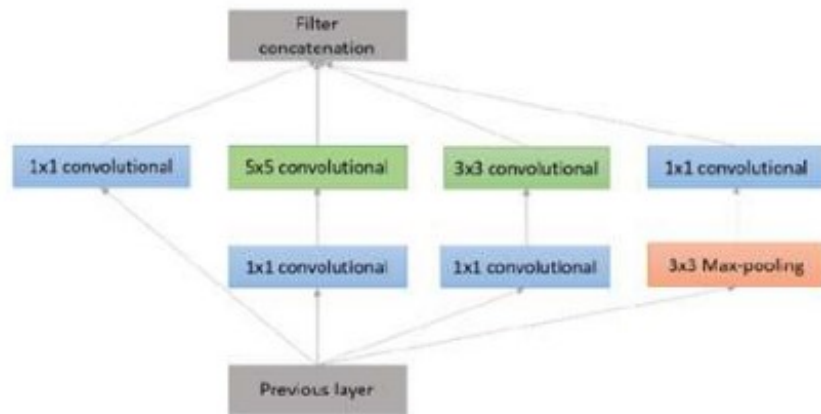 Filter
concatenation
1x1 convolutional
5x5 convolutional
3x3 convolutional
1x1 convolutional
1x1 convolutional
1x1 convolutional
3x3 Max-pooling
Previous layer